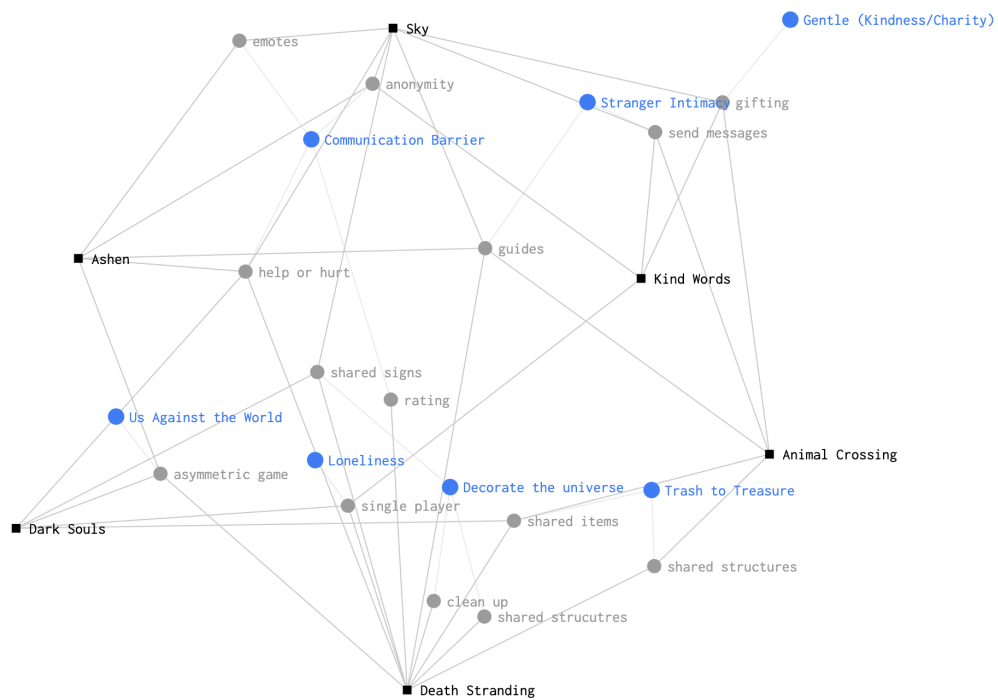 Gentle (Kindness/Charity)
Sky
emotes
anonymity
Stranger Intimacy
gifting
send messages
Communication Barrier
guides
Ashen
help or hurt
Kind Words
shared signs
rating
Us Against the World
Animal Crossing
Loneliness
asymmetric game
Decorate the universe
Trash to Treasure
single player
shared items
Dark Souls
shared structures
clean up
shared strucutres
Death Stranding